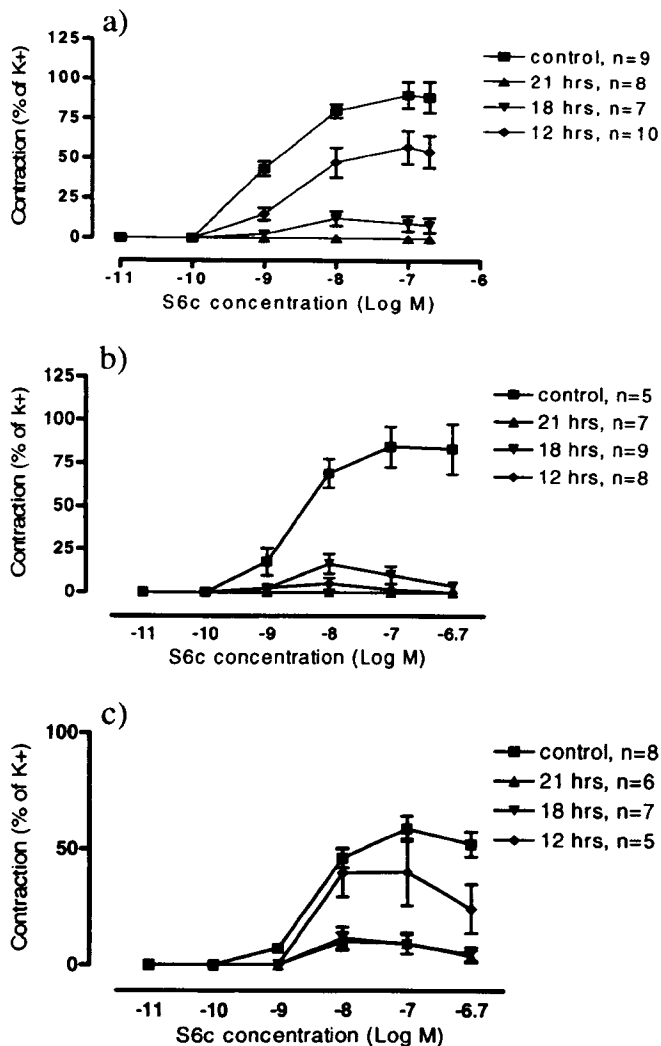 a)
125
100
75
50
25
0
Contraction (% of K+)
-11 -10 -9 -8 -7 -6
S6c concentration (Log M)
control, n=9
21 hrs, n=8
18 hrs, n=7
12 hrs, n=10
b)
125
100
75
50
25
0
Contraction (% of k+)
-11 -10 -9 -8 -7 -6.7
S6c concentration (Log M)
control, n=5
21 hrs, n=7
18 hrs, n=9
12 hrs, n=8
c)
100
50
0
Contraction (% of K+)
-11 -10 -9 -8 -7 -6.7
S6c concentration (Log M)
control, n=8
21 hrs, n=6
18 hrs, n=7
12 hrs, n=5